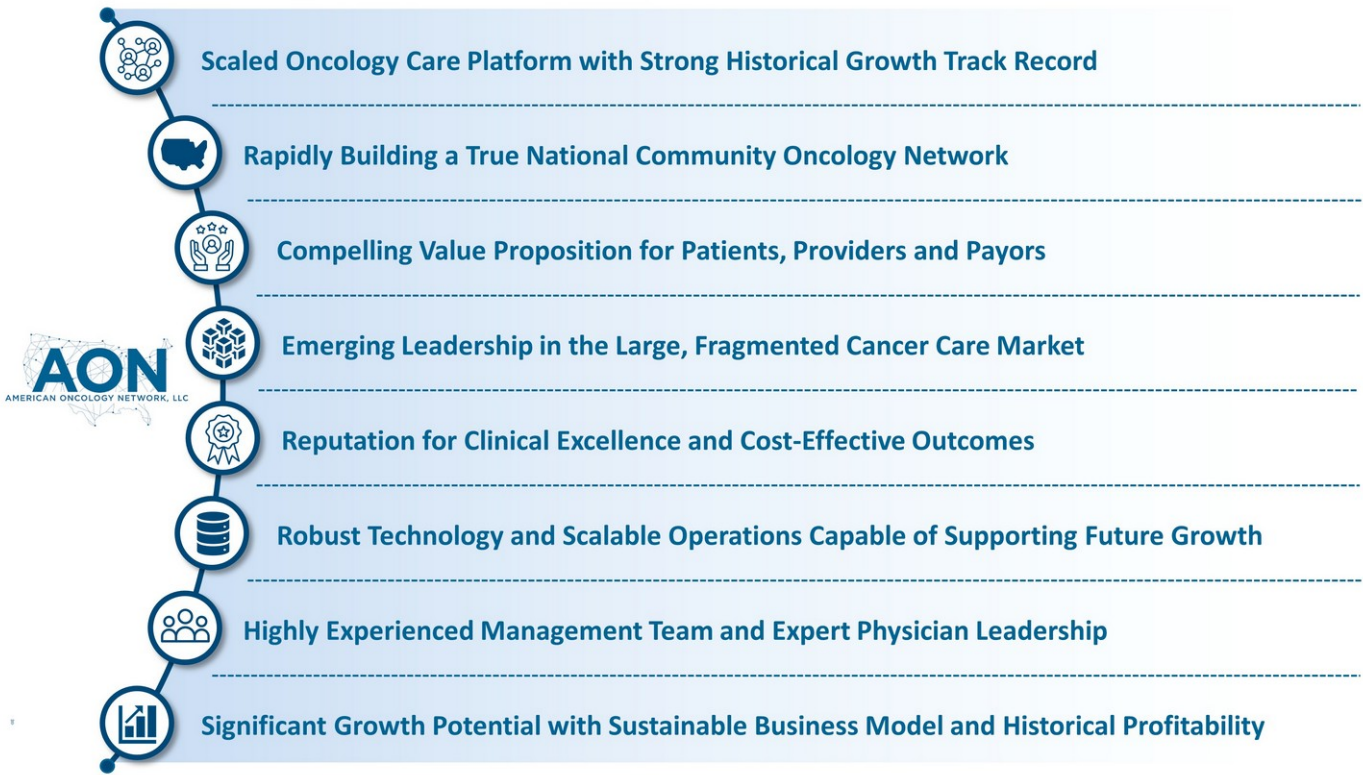 Scaled Oncology Care Platform with Strong Historical Growth Track Record
Rapidly Building a True National Community Oncology Network
Compelling Value Proposition for Patients, Providers and Payors
Emerging Leadership in the Large, Fragmented Cancer Care Market
AON
AMERICAN ONCOLOGY NETWORK, LLC
Reputation for Clinical Excellence and Cost-Effective Outcomes
Robust Technology and Scalable Operations Capable of Supporting Future Growth
Highly Experienced Management Team and Expert Physician Leadership
Significant Growth Potential with Sustainable Business Model and Historical Profitability